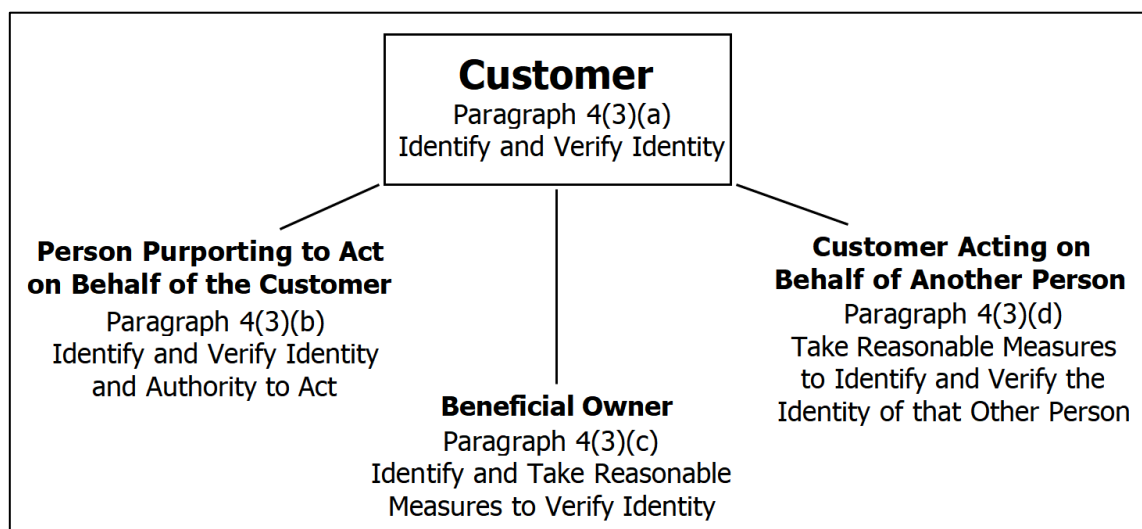 Customer
Paragraph 4(3)(a)
Identify and Verify Identity
Person Purporting to Act
on Behalf of the Customer
Paragraph 4(3)(b)
Identify and Verify Identity
and Authority to Act
Beneficial Owner
Paragraph 4(3)(c)
Identify and Take Reasonable
Measures to Verify Identity
Customer Acting on
Behalf of Another Person
Paragraph 4(3)(d)
Take Reasonable Measures
to Identify and Verify the
Identity of that Other Person